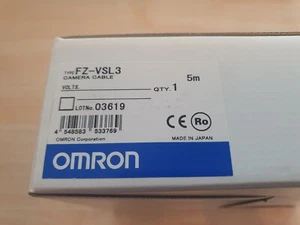 TYPE FZ-VSL3 5m
CAMERA CABLE
VOLTS. QTY. 1
LOT No. 03619
4 548583 533769
OMRON Corporation
CE Ro
MADE IN JAPAN
OMRON